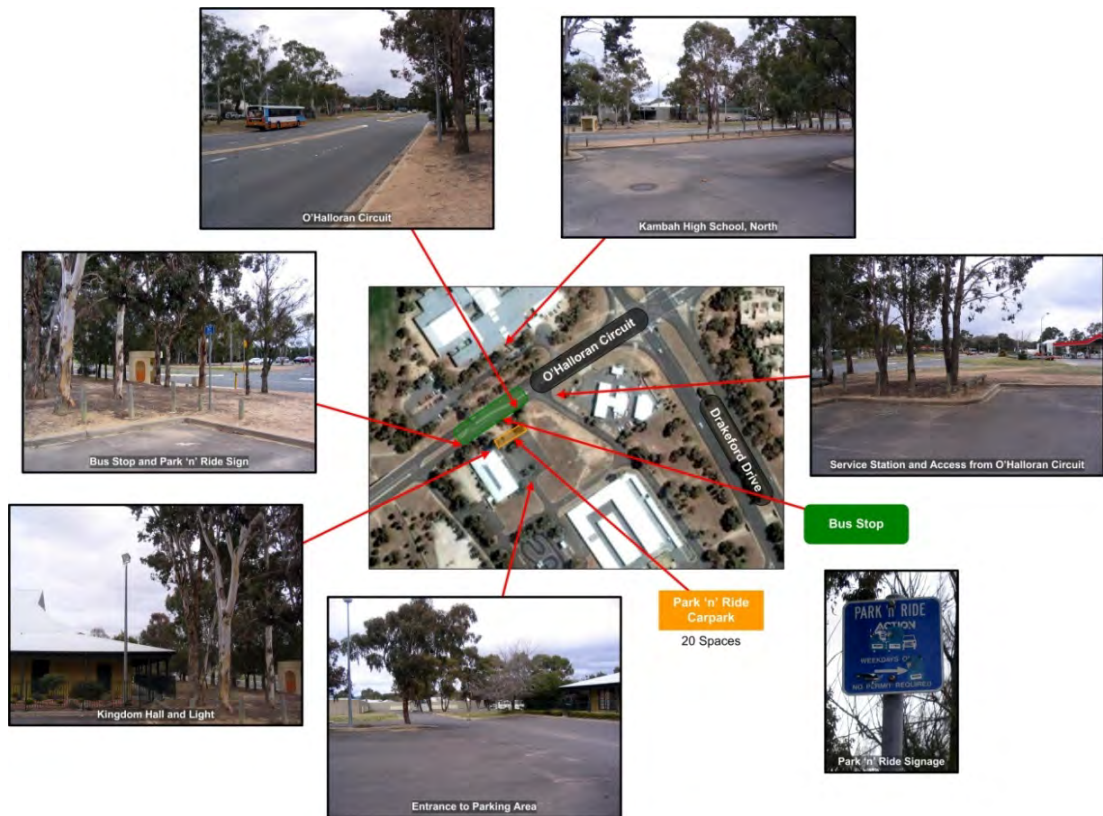 O'Halloran Circuit
Kambah High School, North
Bus Stop and Park 'n' Ride Sign
O'Halloran Circuit
Drakeford Drive
Service Station and Access from O'Halloran Circuit
Bus Stop
Kingdom Hall and Light
Park 'n' Ride
Carpark
20 Spaces
Entrance to Parking Area
PARK 'n' RIDE
ACTION
WEEKDAYS
NO PERMIT REQUIRED
Park 'n' Ride Signage